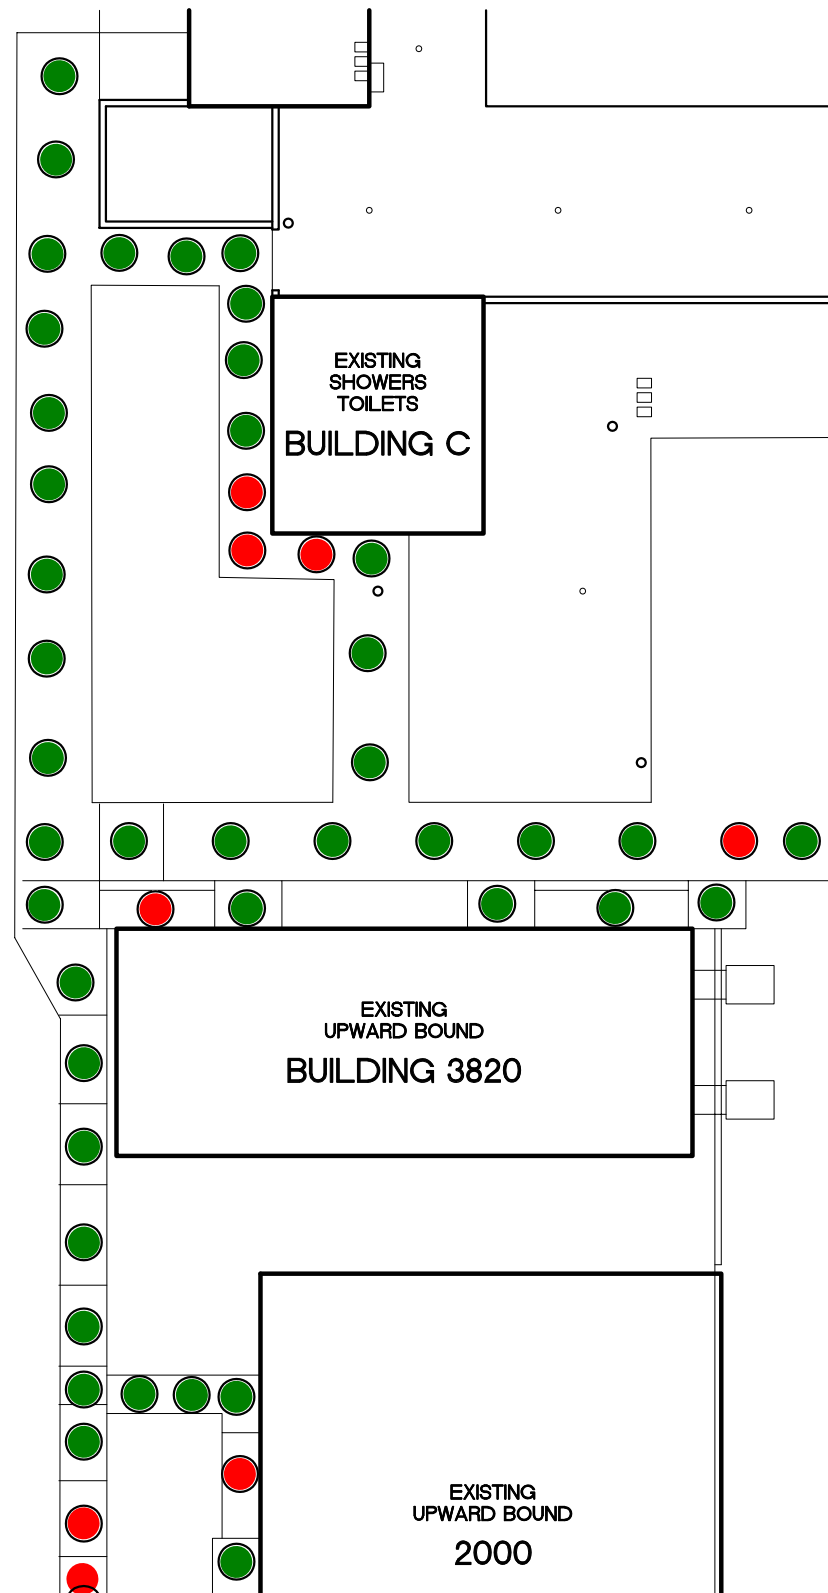 EXISTING
SHOWERS
TOILETS
BUILDING C
EXISTING
UPWARD BOUND
BUILDING 3820
EXISTING
UPWARD BOUND
2000